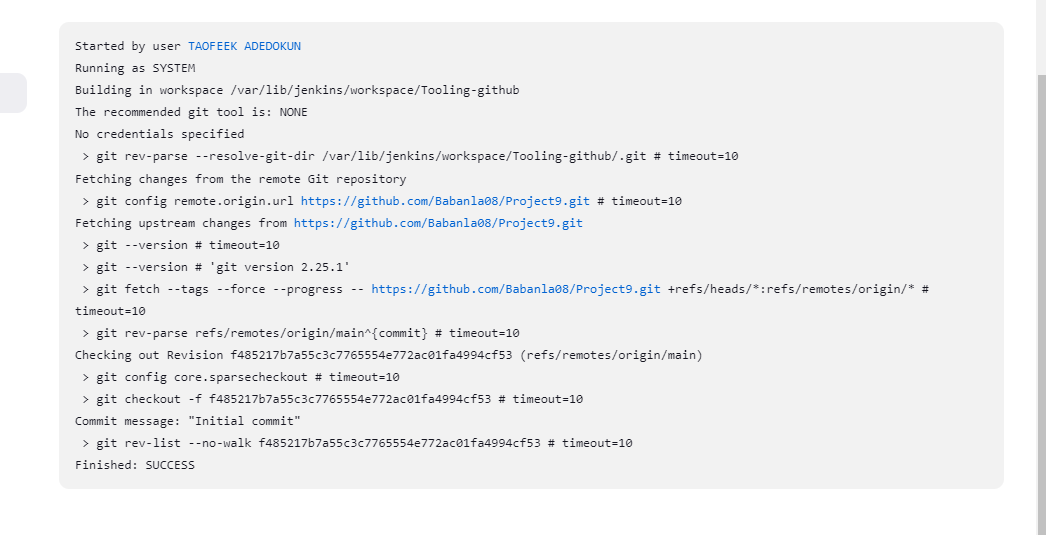 Started by user TAOFEEK ADEDOKUN
Running as SYSTEM
Building in workspace /var/lib/jenkins/workspace/Tooling-github
The recommended git tool is: NONE
No credentials specified
 > git rev-parse --resolve-git-dir /var/lib/jenkins/workspace/Tooling-github/.git # timeout=10
Fetching changes from the remote Git repository
 > git config remote.origin.url https://github.com/Babanla08/Project9.git # timeout=10
Fetching upstream changes from https://github.com/Babanla08/Project9.git
 > git --version # timeout=10
 > git --version # 'git version 2.25.1'
 > git fetch --tags --force --progress -- https://github.com/Babanla08/Project9.git +refs/heads/*:refs/remotes/origin/* #
timeout=10
 > git rev-parse refs/remotes/origin/main^{commit} # timeout=10
Checking out Revision f485217b7a55c3c7765554e772ac01fa4994cf53 (refs/remotes/origin/main)
 > git config core.sparsecheckout # timeout=10
 > git checkout -f f485217b7a55c3c7765554e772ac01fa4994cf53 # timeout=10
Commit message: "Initial commit"
 > git rev-list --no-walk f485217b7a55c3c7765554e772ac01fa4994cf53 # timeout=10
Finished: SUCCESS